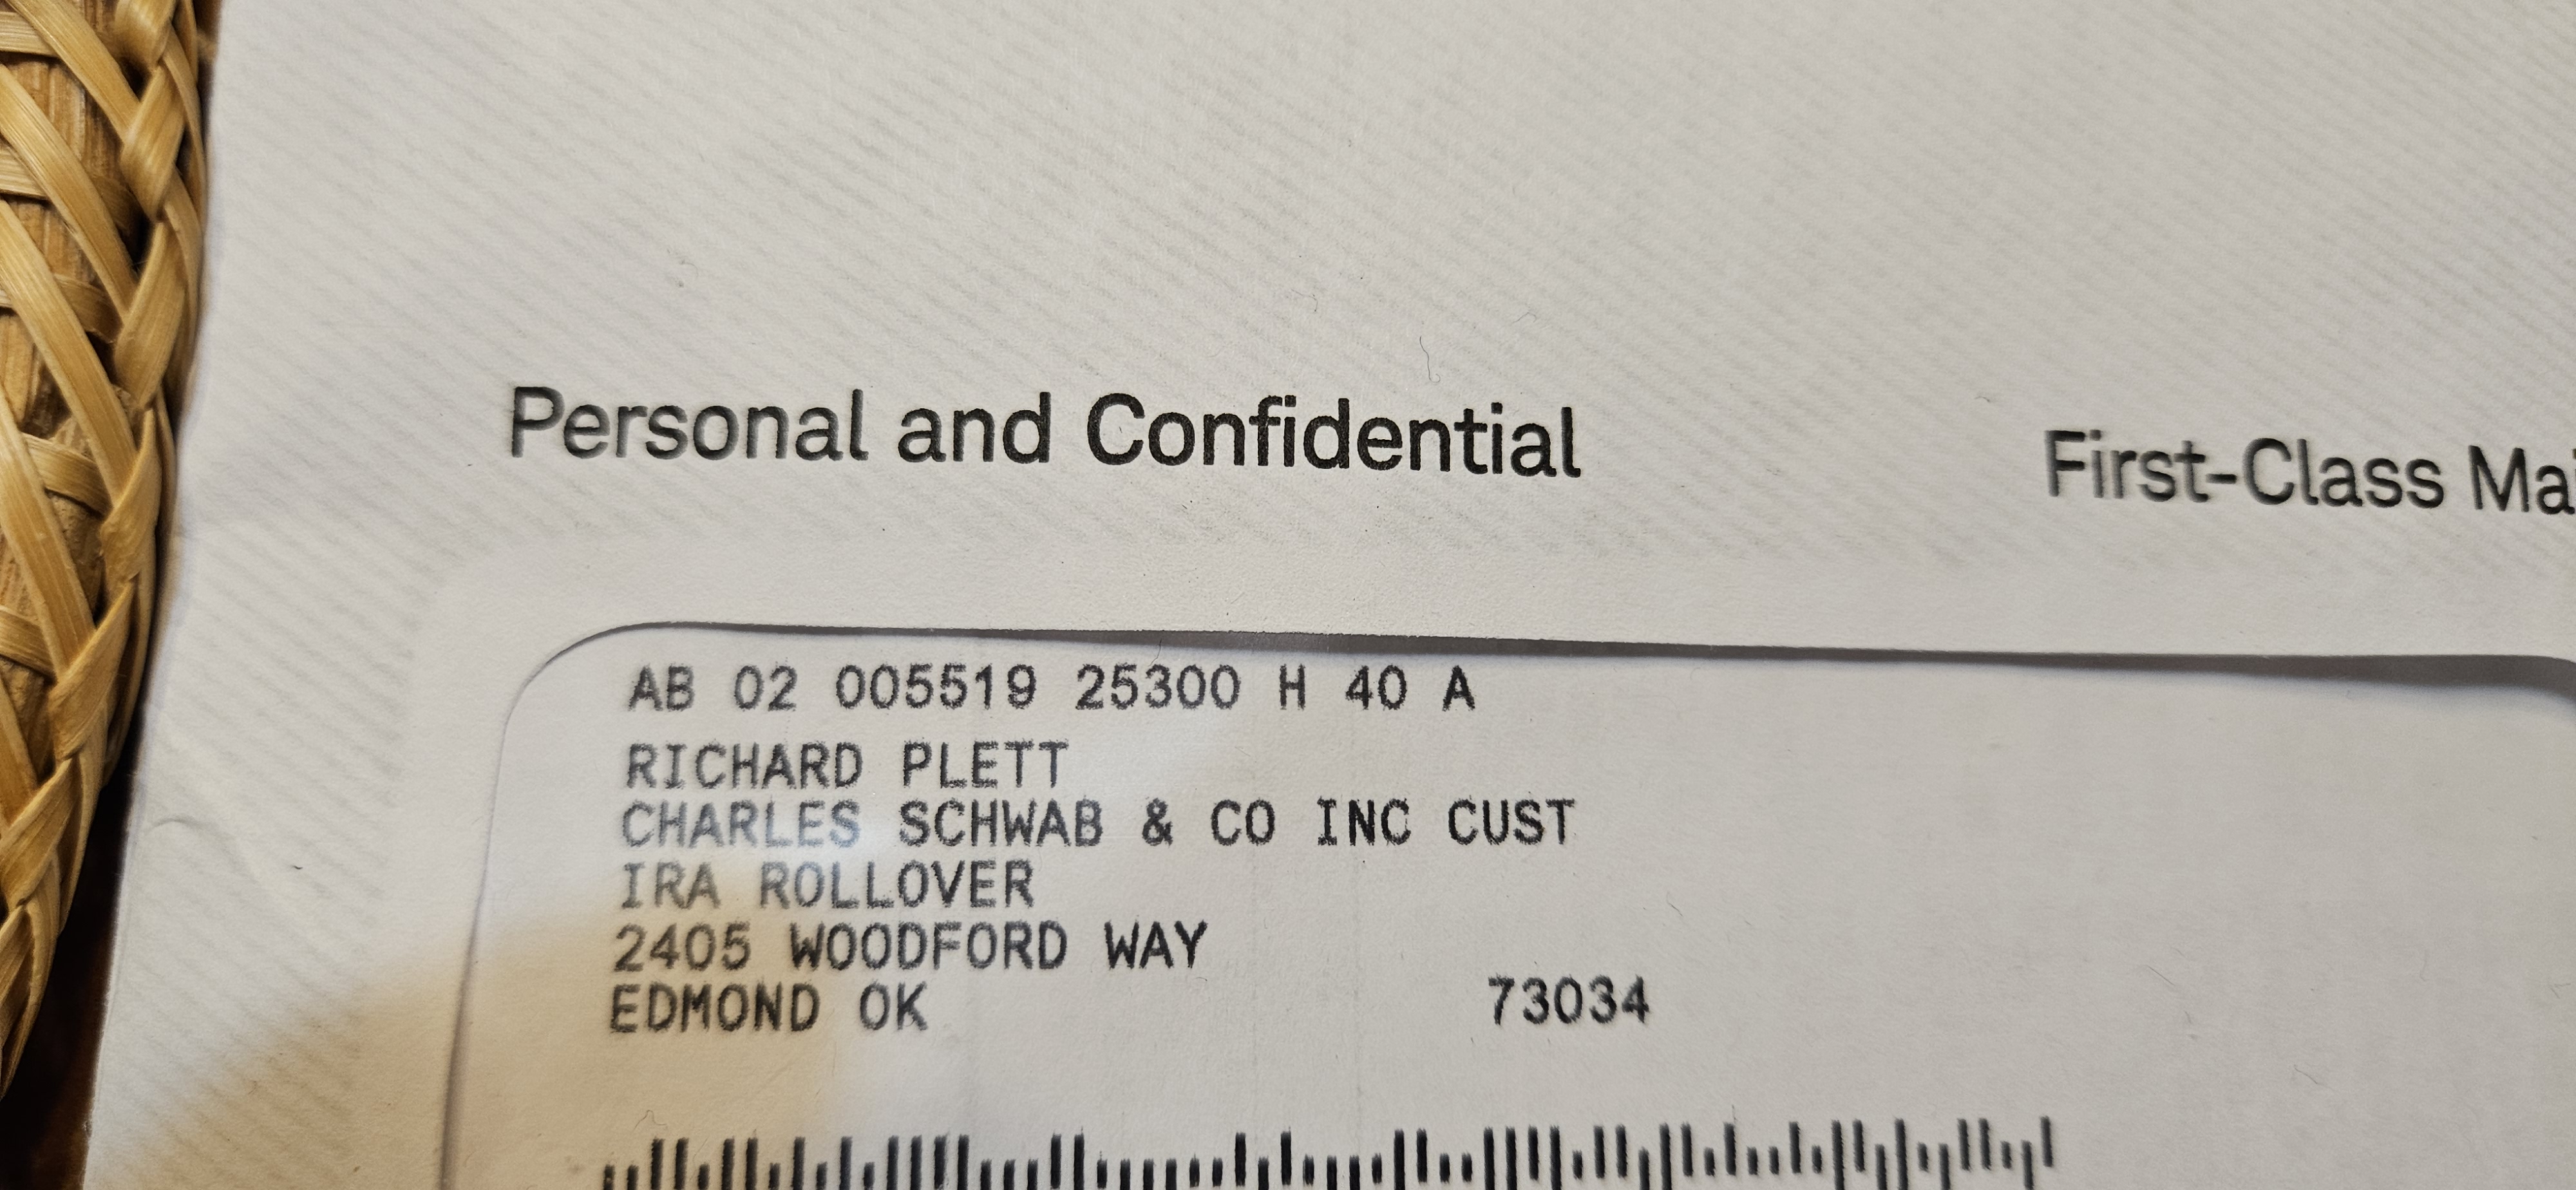 Personal and Confidential
First-Class Mai
AB 02 005519 25300 H 40 A
RICHARD PLETT
CHARLES SCHWAB & CO INC CUST
IRA ROLLOVER
2405 WOODFORD WAY
EDMOND OK 73034